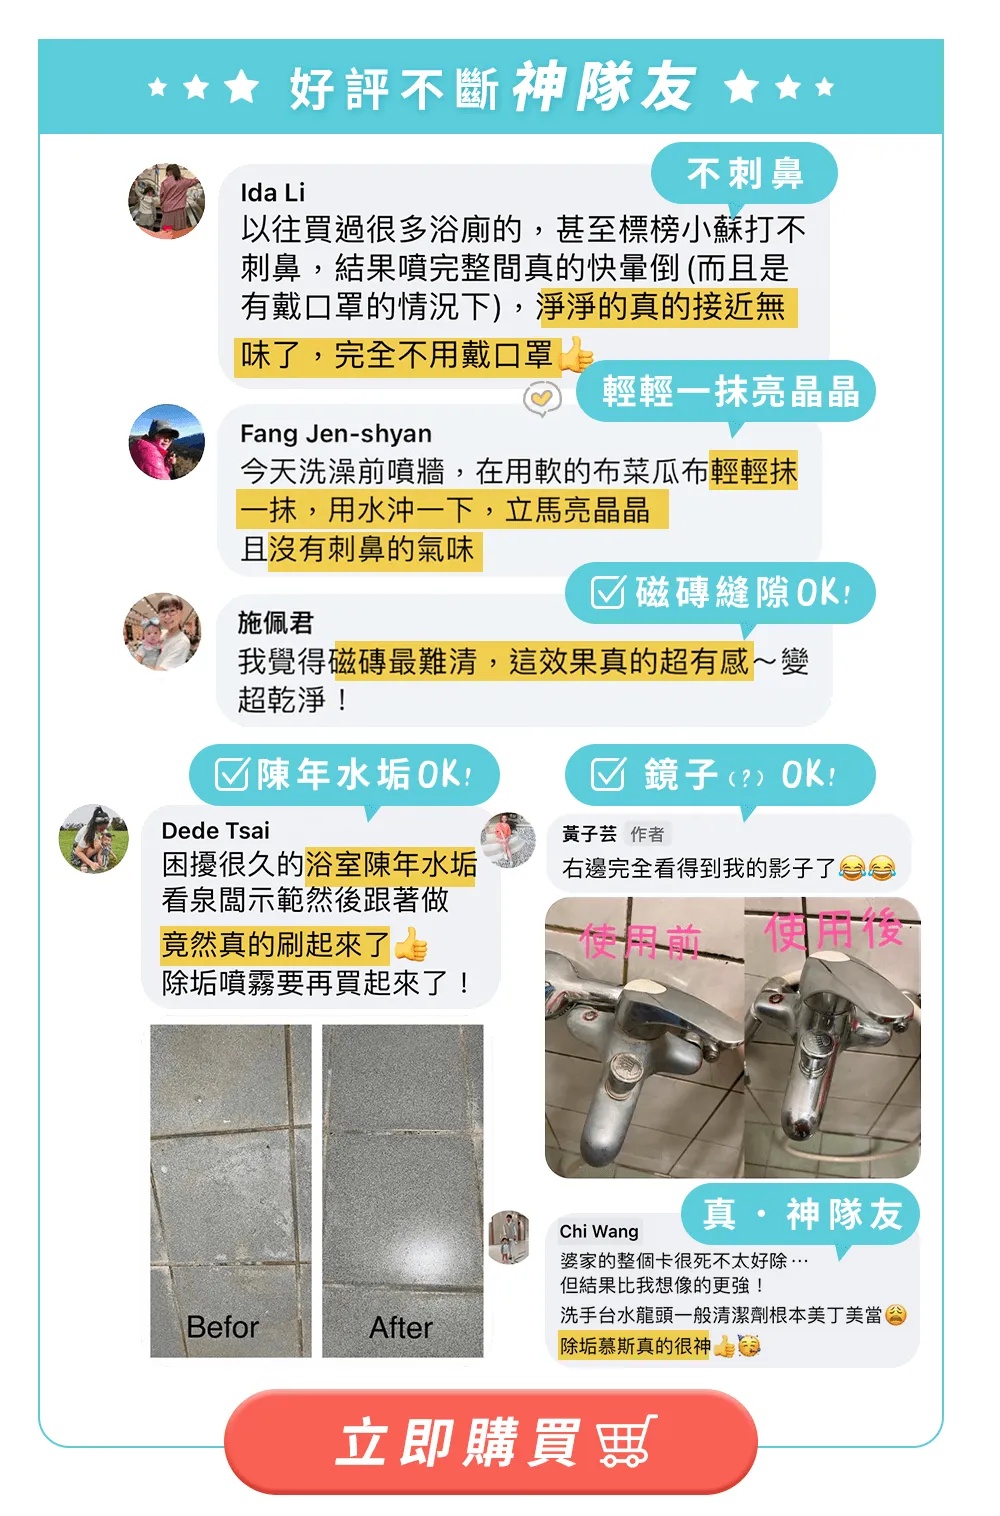 好評不斷神隊友
不刺鼻
Ida Li
以往買過很多浴廁的，甚至標榜小蘇打不
刺鼻，結果噴完整間真的快暈倒(而且是
有戴口罩的情況下)，淨淨的真的接近無
味了，完全不用戴口罩👍
輕輕一抹亮晶晶
Fang Jen-shyan
今天洗澡前噴牆，在用軟的布菜瓜布輕輕抹
一抹，用水沖一下，立馬亮晶晶
且沒有刺鼻的氣味
磁磚縫隙OK!
施佩君
我覺得磁磚最難清，這效果真的超有感～變
超乾淨！
陳年水垢OK!
Dede Tsai
困擾很久的浴室陳年水垢
看泉闆示範然後跟著做
竟然真的刷起來了👍
除垢噴霧要再買起來了！
Befor
After
鏡子(?) OK!
黃子芸 作者
右邊完全看得到我的影子了😂😂
使用前
使用後
真・神隊友
Chi Wang
婆家的整個卡很死不太好除⋯
但結果比我想像的更強！
洗手台水龍頭一般清潔劑根本美丁美當😩
除垢慕斯真的很神👍🥳
立即購買